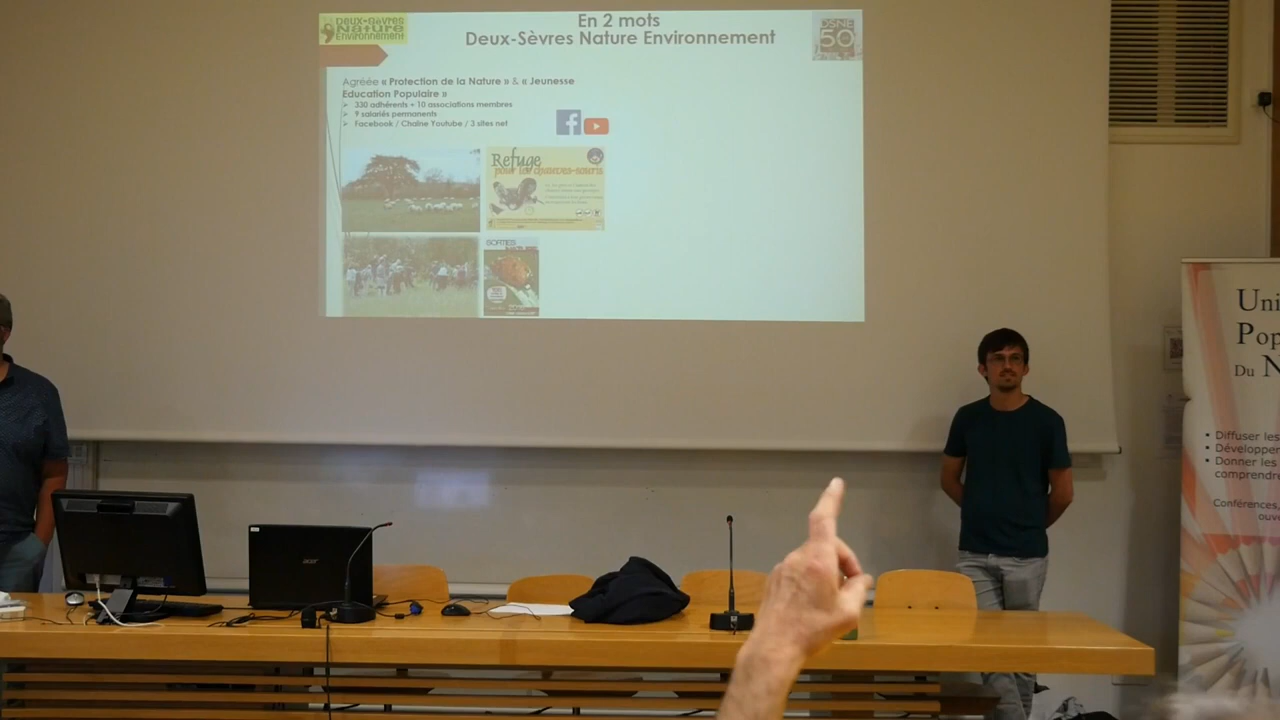 Deux-Sèvres
Nature
Environnement
En 2 mots
Deux-Sèvres Nature Environnement
DSNE
50
Agréée « Protection de la Nature » & « Jeunesse
Education Populaire »
➢ 330 adhérents + 10 associations membres
➢ 9 salariés permanents
➢ Facebook / Chaîne Youtube / 3 sites net
f
Refuge
pour les chauves-souris
SORTIES
acer
Uni
Pop
Du N
• Diffuser les
• Développer
• Donner les
comprendre
Conférences,
ouve